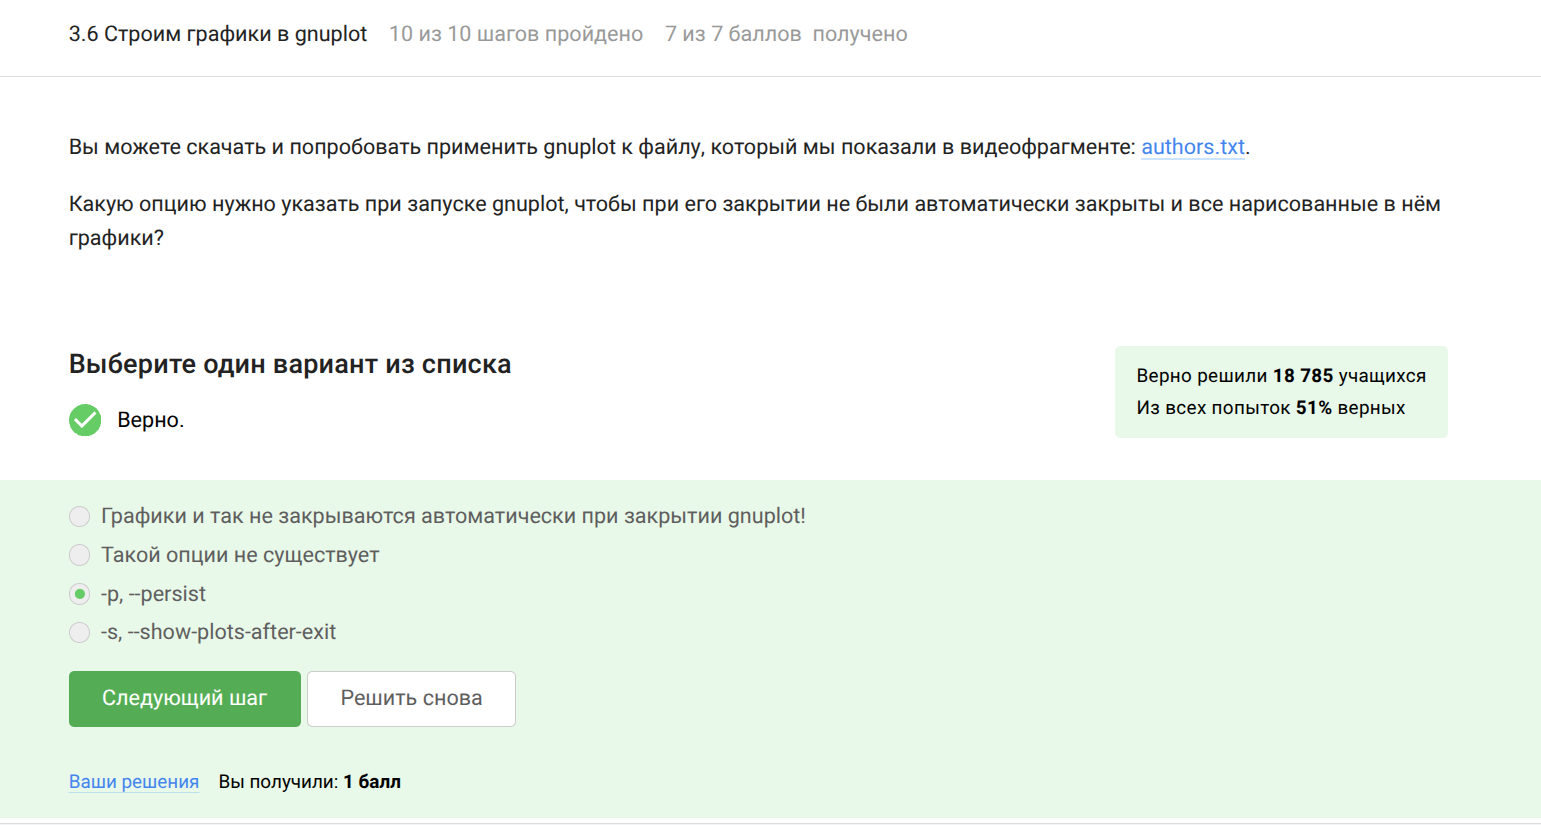 3.6 Строим графики в gnuplot 10 из 10 шагов пройдено 7 из 7 баллов получено
Вы можете скачать и попробовать применить gnuplot к файлу, который мы показали в видеофрагменте: authors.txt.
Какую опцию нужно указать при запуске gnuplot, чтобы при его закрытии не были автоматически закрыты и все нарисованные в нём
графики?
Выберите один вариант из списка
Верно.
Верно решили 18 785 учащихся
Из всех попыток 51% верных
Графики и так не закрываются автоматически при закрытии gnuplot!
Такой опции не существует
-p, --persist
-s, --show-plots-after-exit
Следующий шаг Решить снова
Ваши решения Вы получили: 1 балл